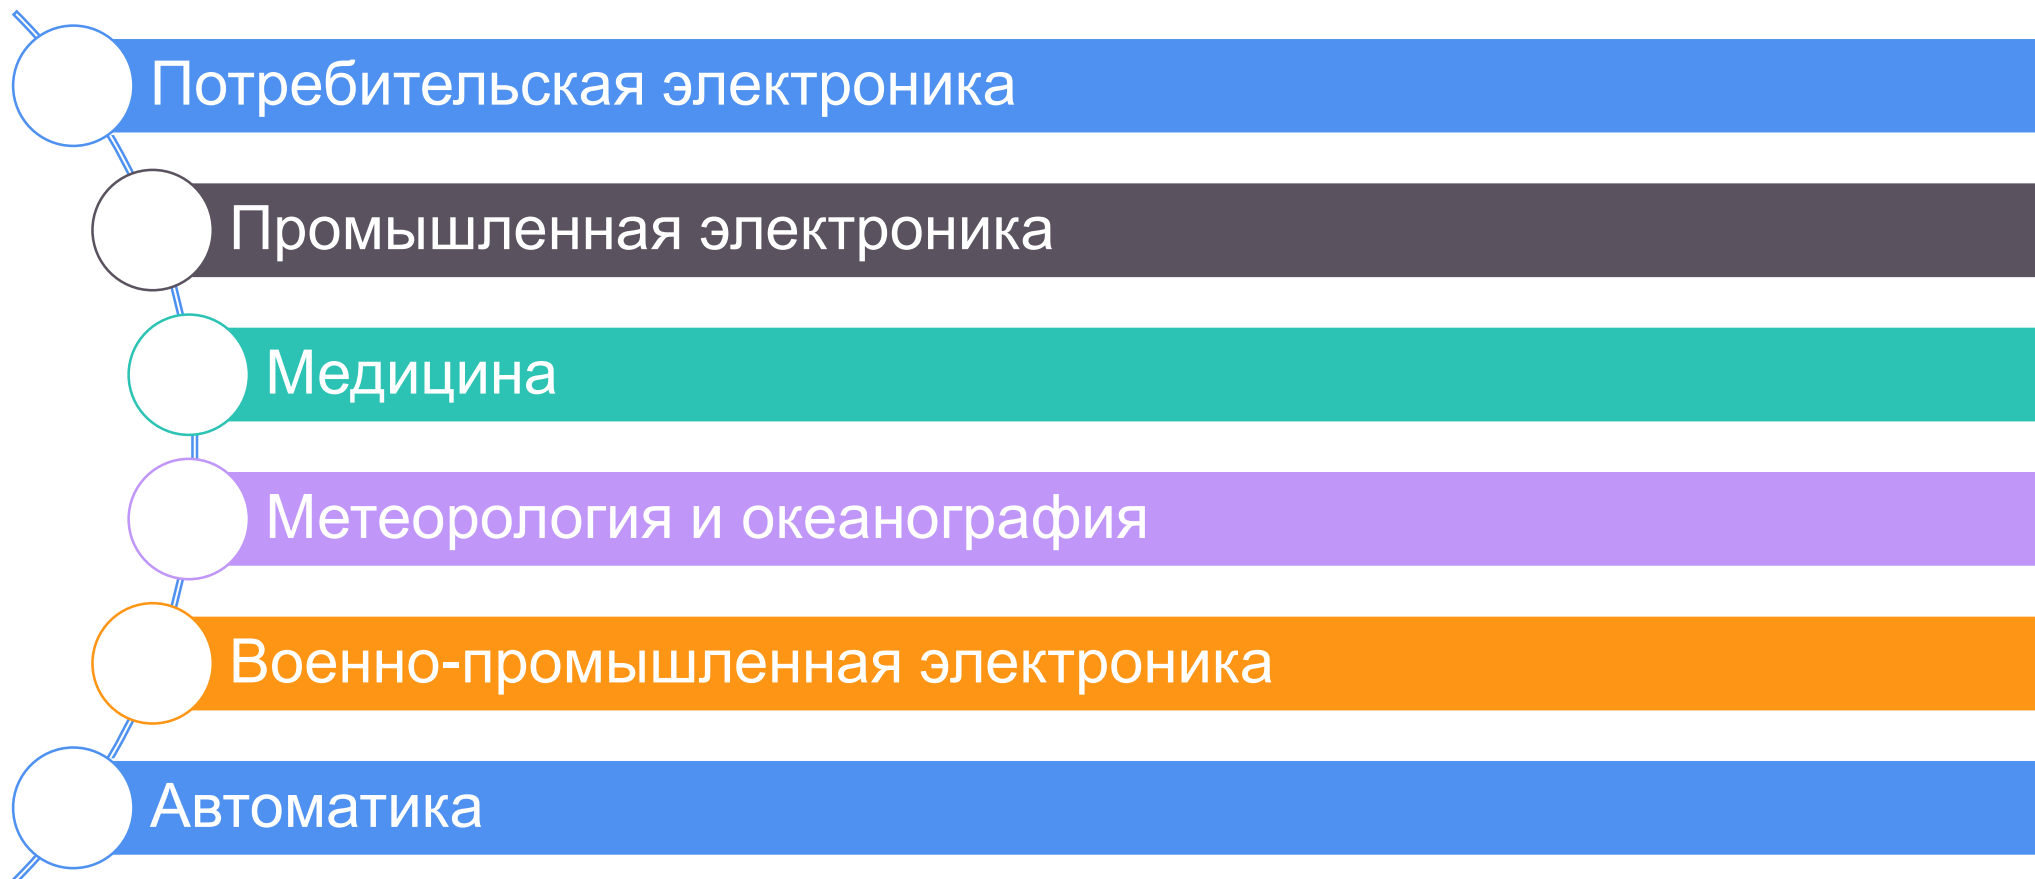 Потребительская электроника
Промышленная электроника
Медицина
Метеорология и океанография
Военно-промышленная электроника
Автоматика